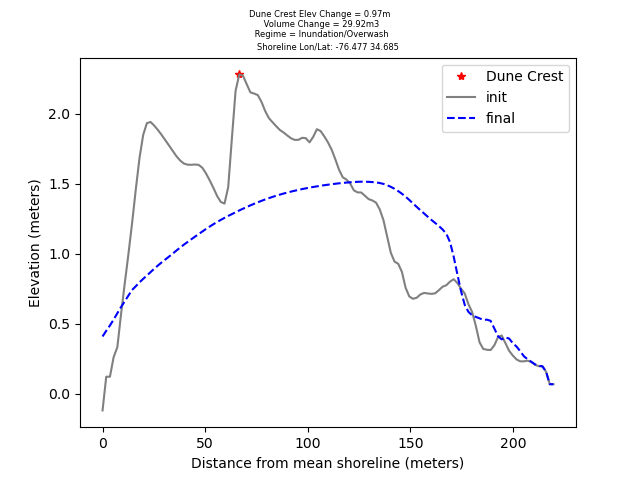 Dune Crest Elev Change = 0.97m
Volume Change = 29.92m3
Regime = Inundation/Overwash
Shoreline Lon/Lat: -76.477 34.685
Dune Crest
init
final
Elevation (meters)
2.0
1.5
1.0
0.5
0.0
0 50 100 150 200
Distance from mean shoreline (meters)